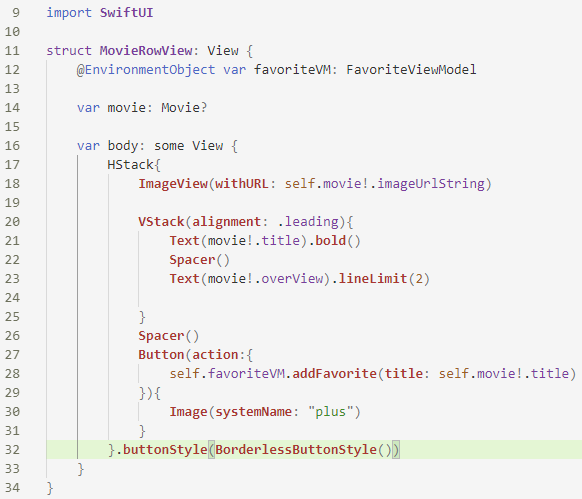 9 import SwiftUI
10
11 struct MovieRowView: View {
12     @EnvironmentObject var favoriteVM: FavoriteViewModel
13
14     var movie: Movie?
15
16     var body: some View {
17         HStack{
18             ImageView(withURL: self.movie!.imageUrlString)
19
20             VStack(alignment: .leading){
21                 Text(movie!.title).bold()
22                 Spacer()
23                 Text(movie!.overView).lineLimit(2)
24
25             }
26             Spacer()
27             Button(action:{
28                 self.favoriteVM.addFavorite(title: self.movie!.title)
29             }){
30                 Image(systemName: "plus")
31             }
32         }.buttonStyle(BorderlessButtonStyle())
33     }
34 }